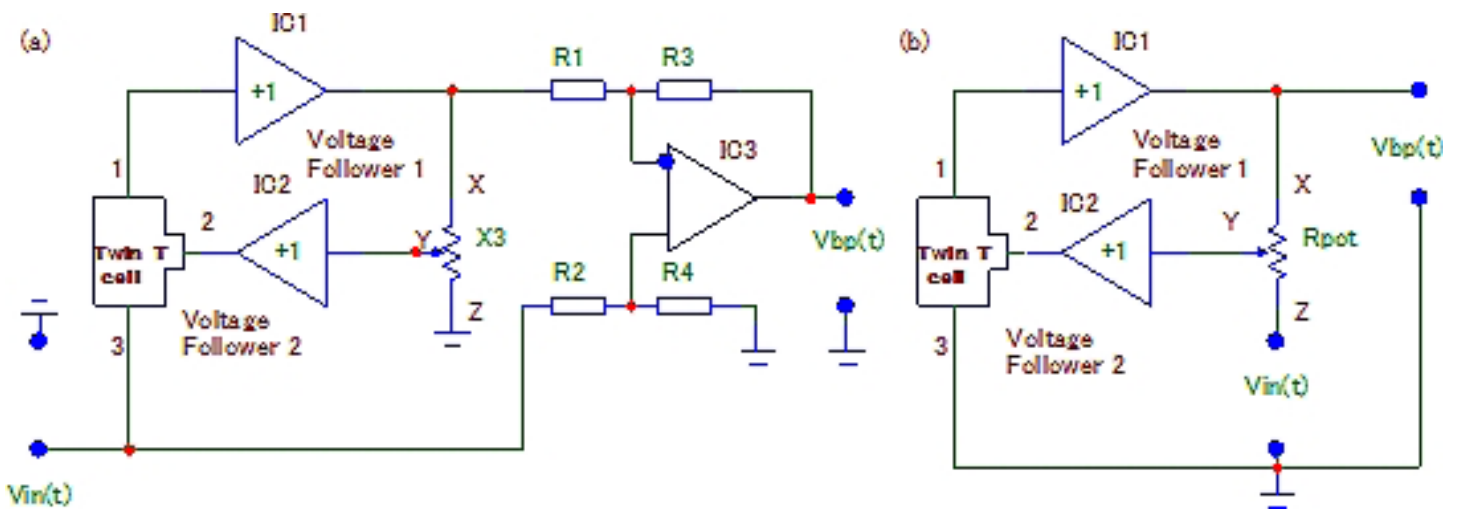 (a)
IC1
+1
Voltage
Follower 1
R1
R3
IC3
1
IC2
2
+1
Twin T
cell
X
Y
X3
Z
Vbp(t)
R2
R4
Voltage
Follower 2
3
Vin(t)
(b)
IC1
+1
Voltage
Follower 1
Vbp(t)
1
IC2
2
+1
Twin T
cell
X
Y
Rpot
Z
Voltage
Follower 2
3
Vin(t)